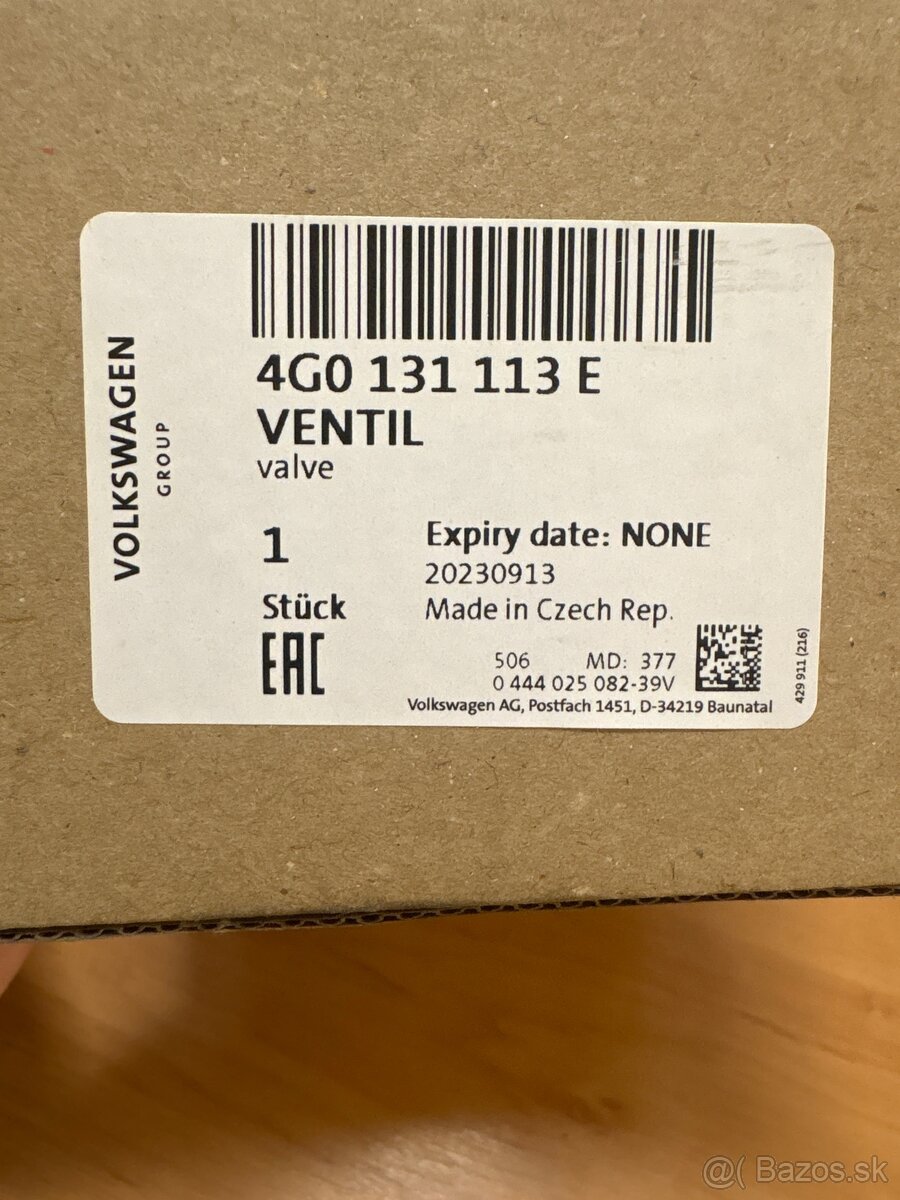 VOLKSWAGEN
GROUP
4G0 131 113 E
VENTIL
valve
1
Stück
EAC
Expiry date: NONE
20230913
Made in Czech Rep.
506 MD: 377
0 444 025 082-39V
Volkswagen AG, Postfach 1451, D-34219 Baunatal
429 911 (216)
@( Bazos.sk